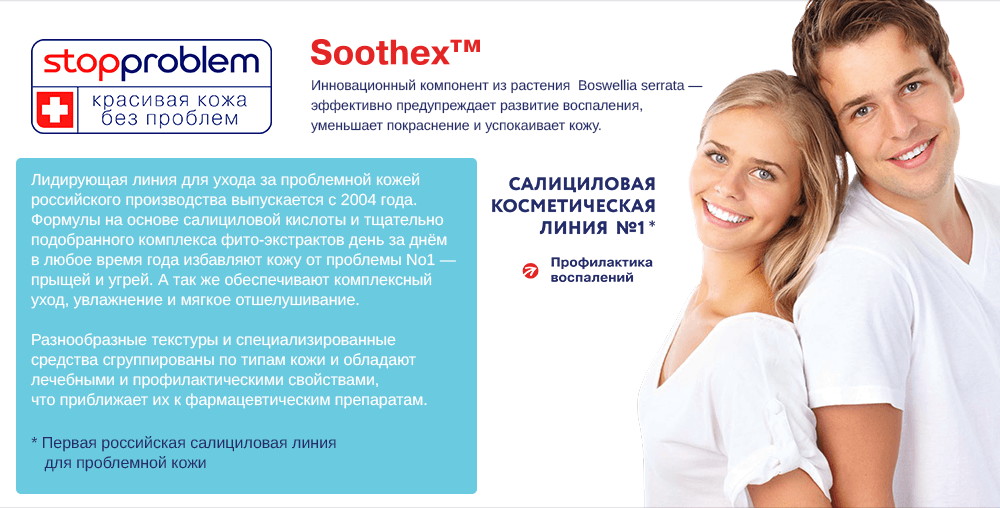 stopproblem
красивая кожа
без проблем
Soothex™
Инновационный компонент из растения Boswellia serrata —
эффективно предупреждает развитие воспаления,
уменьшает покраснение и успокаивает кожу.
Лидирующая линия для ухода за проблемной кожей
российского производства выпускается с 2004 года.
Формулы на основе салициловой кислоты и тщательно
подобранного комплекса фито-экстрактов день за днём
в любое время года избавляют кожу от проблемы No1 —
прыщей и угрей. А так же обеспечивают комплексный
уход, увлажнение и мягкое отшелушивание.
Разнообразные текстуры и специализированные
средства сгруппированы по типам кожи и обладают
лечебными и профилактическими свойствами,
что приближает их к фармацевтическим препаратам.
* Первая российская салициловая линия
для проблемной кожи
САЛИЦИЛОВАЯ
КОСМЕТИЧЕСКАЯ
ЛИНИЯ №1*
Профилактика
воспалений